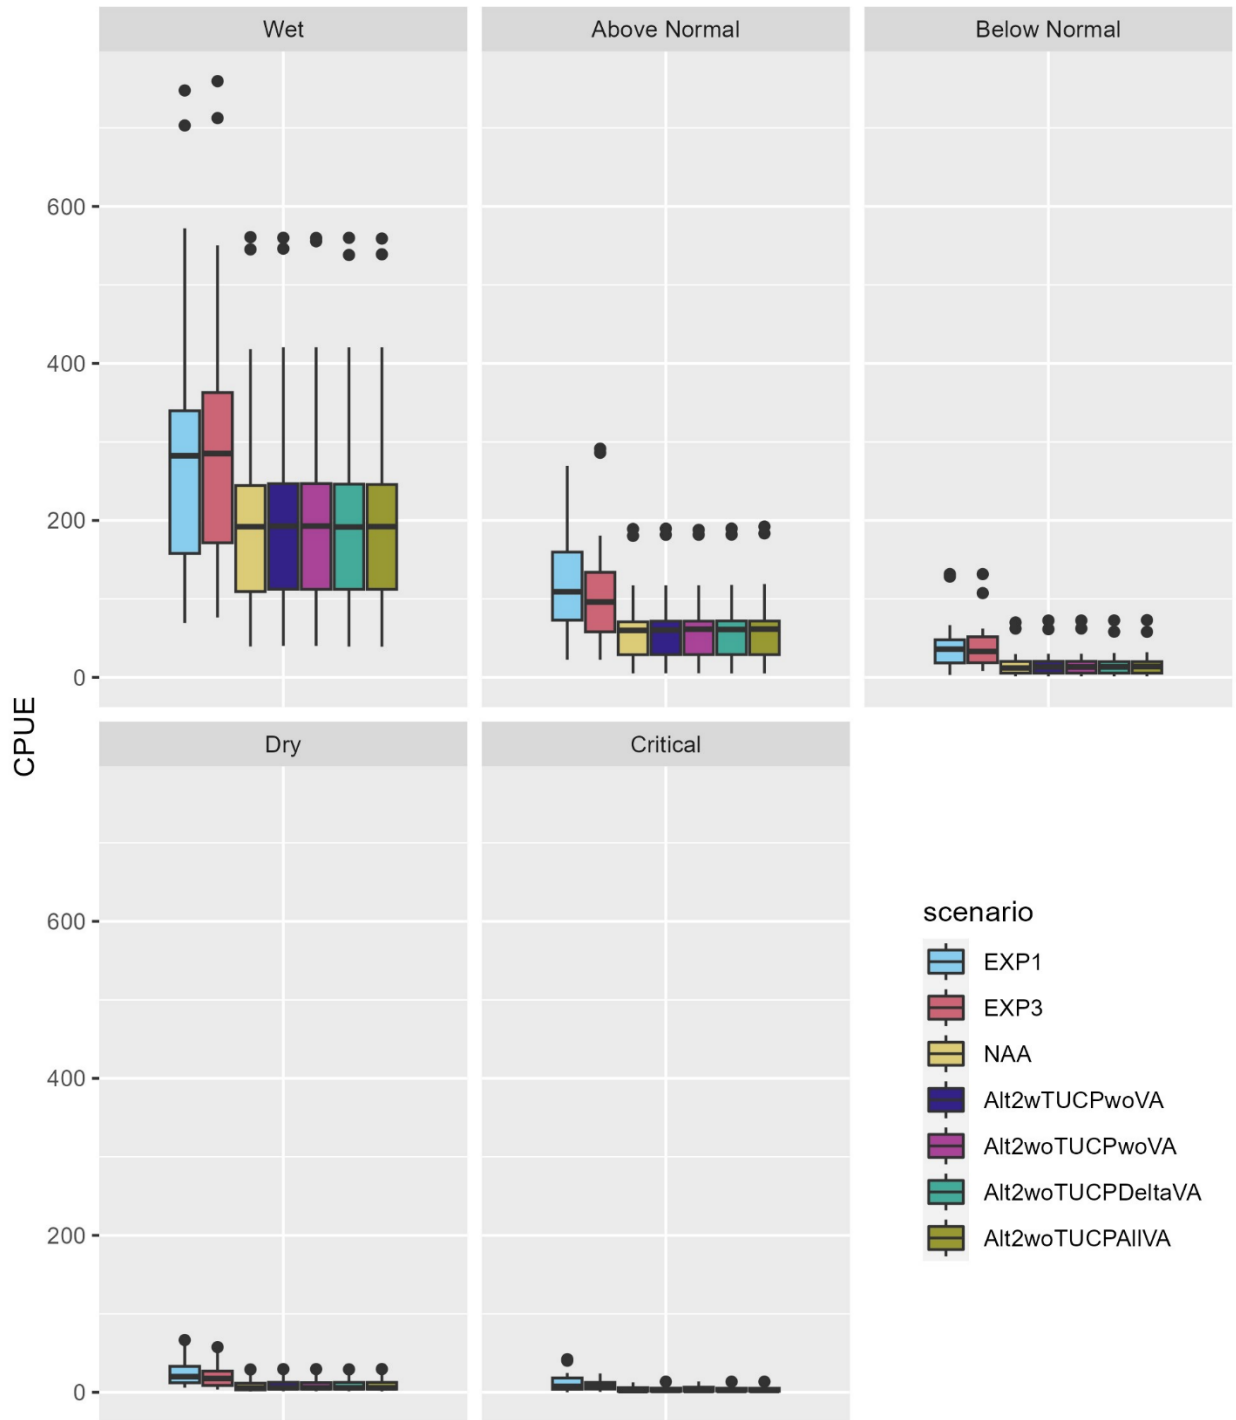 Wet
Above Normal
Below Normal
600
400
200
0
CPUE
Dry
Critical
600
400
200
0
scenario
EXP1
EXP3
NAA
Alt2wTUCPwoVA
Alt2woTUCPwoVA
Alt2woTUCPDeltaVA
Alt2woTUCPAllVA